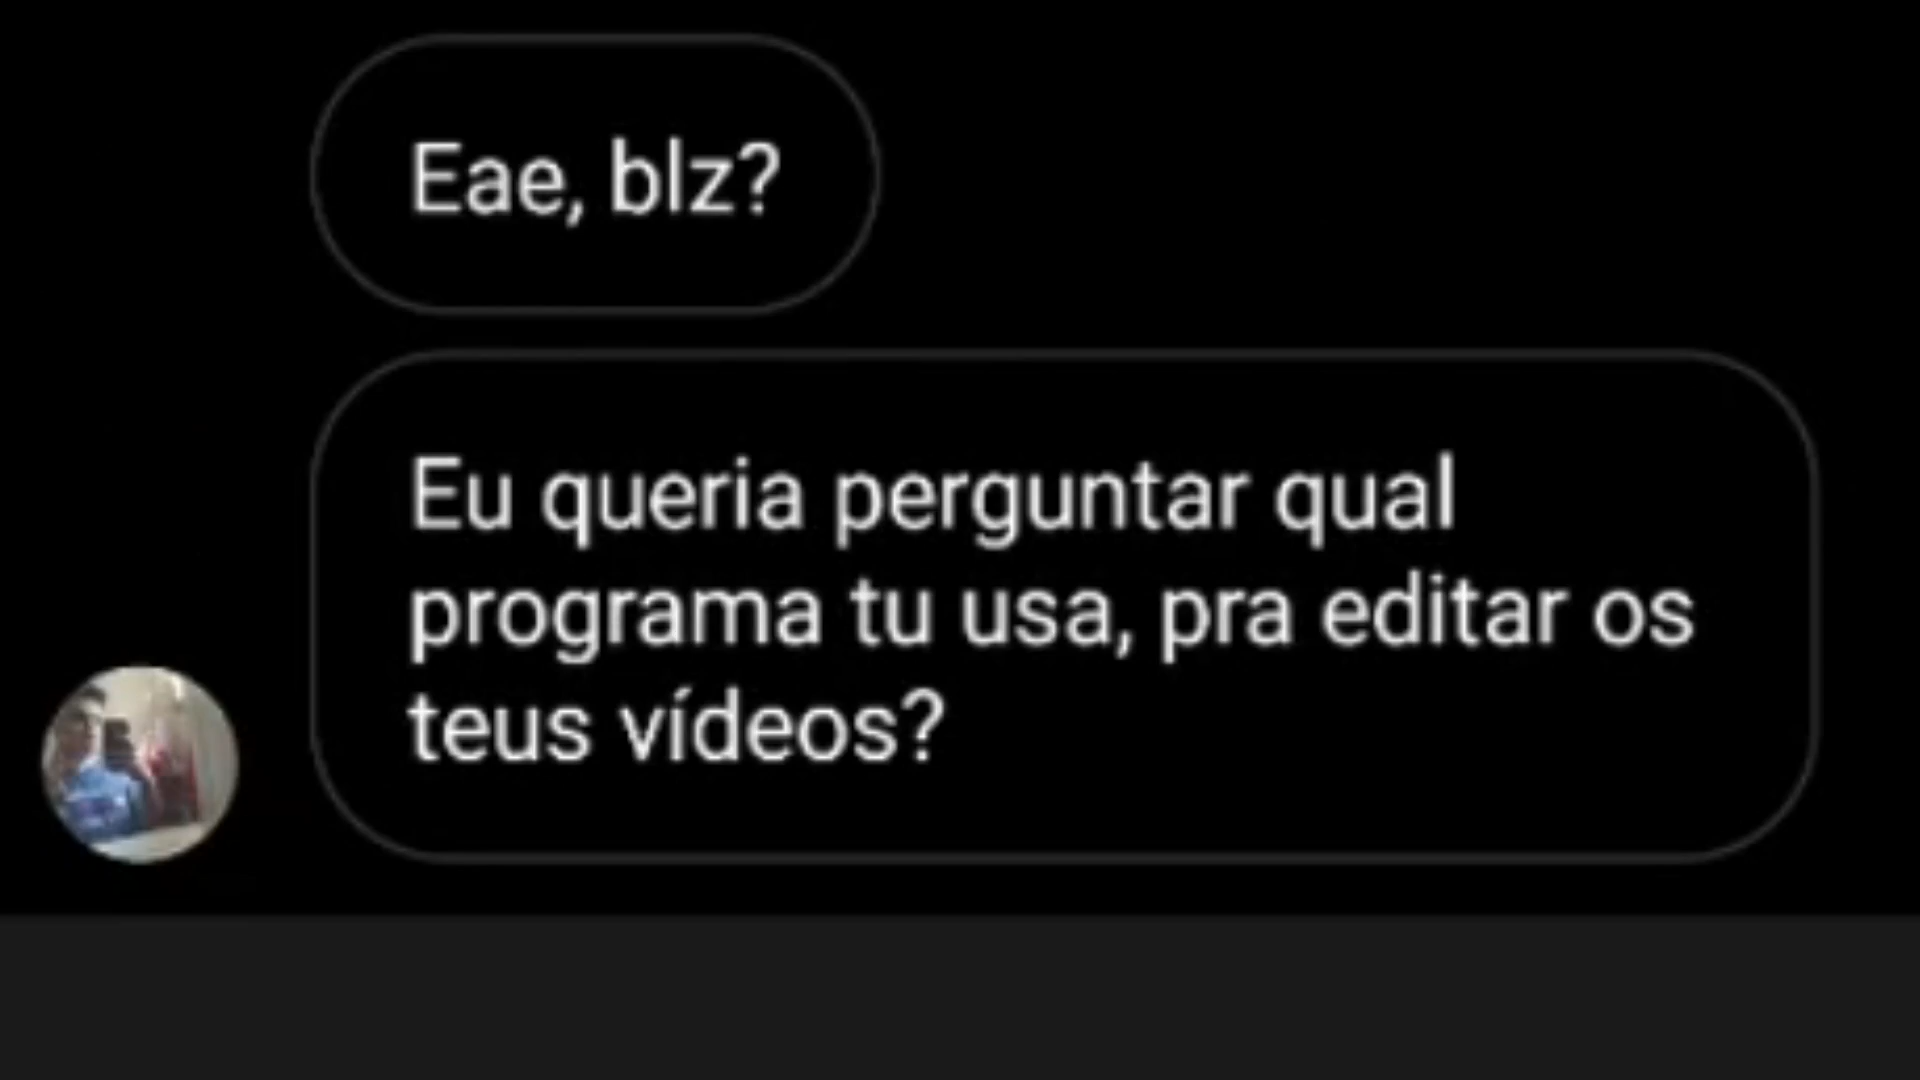 Eae, blz?
Eu queria perguntar qual
programa tu usa, pra editar os
teus vídeos?